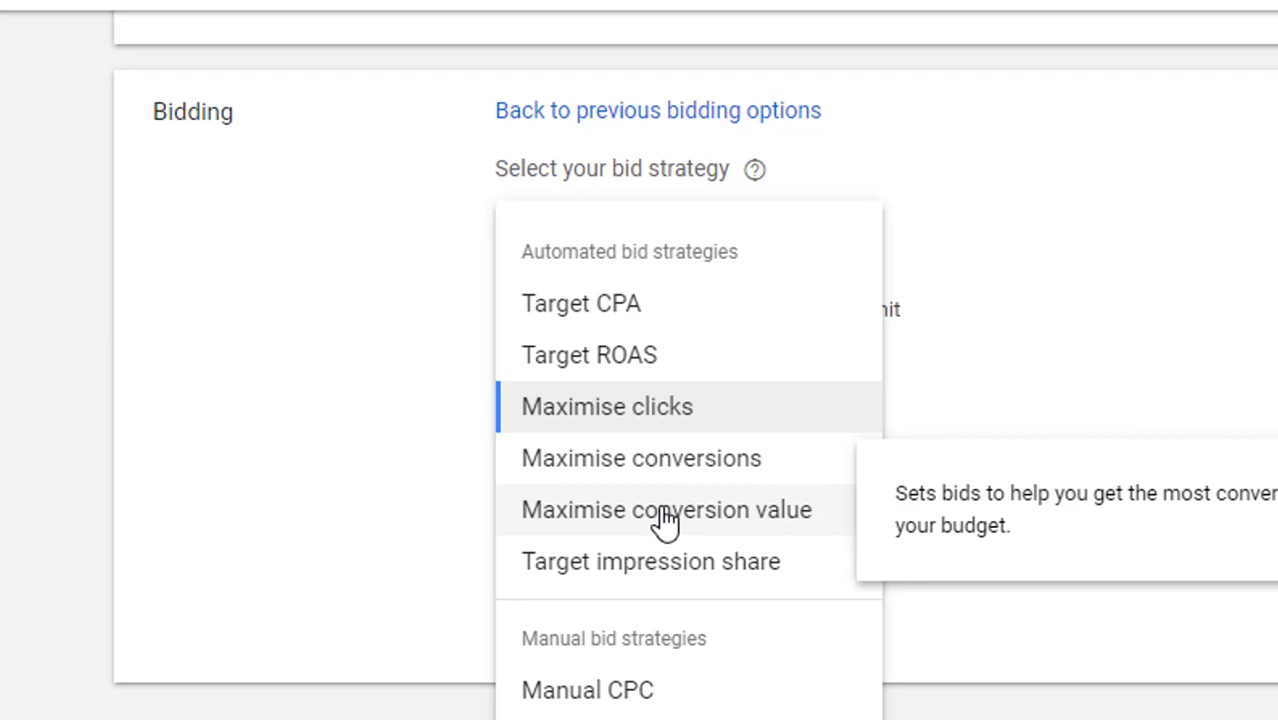 Bidding
Back to previous bidding options
Select your bid strategy
Automated bid strategies
Target CPA
Target ROAS
Maximise clicks
Maximise conversions
Maximise conversion value
Target impression share
Sets bids to help you get the most
your budget.
Manual bid strategies
Manual CPC